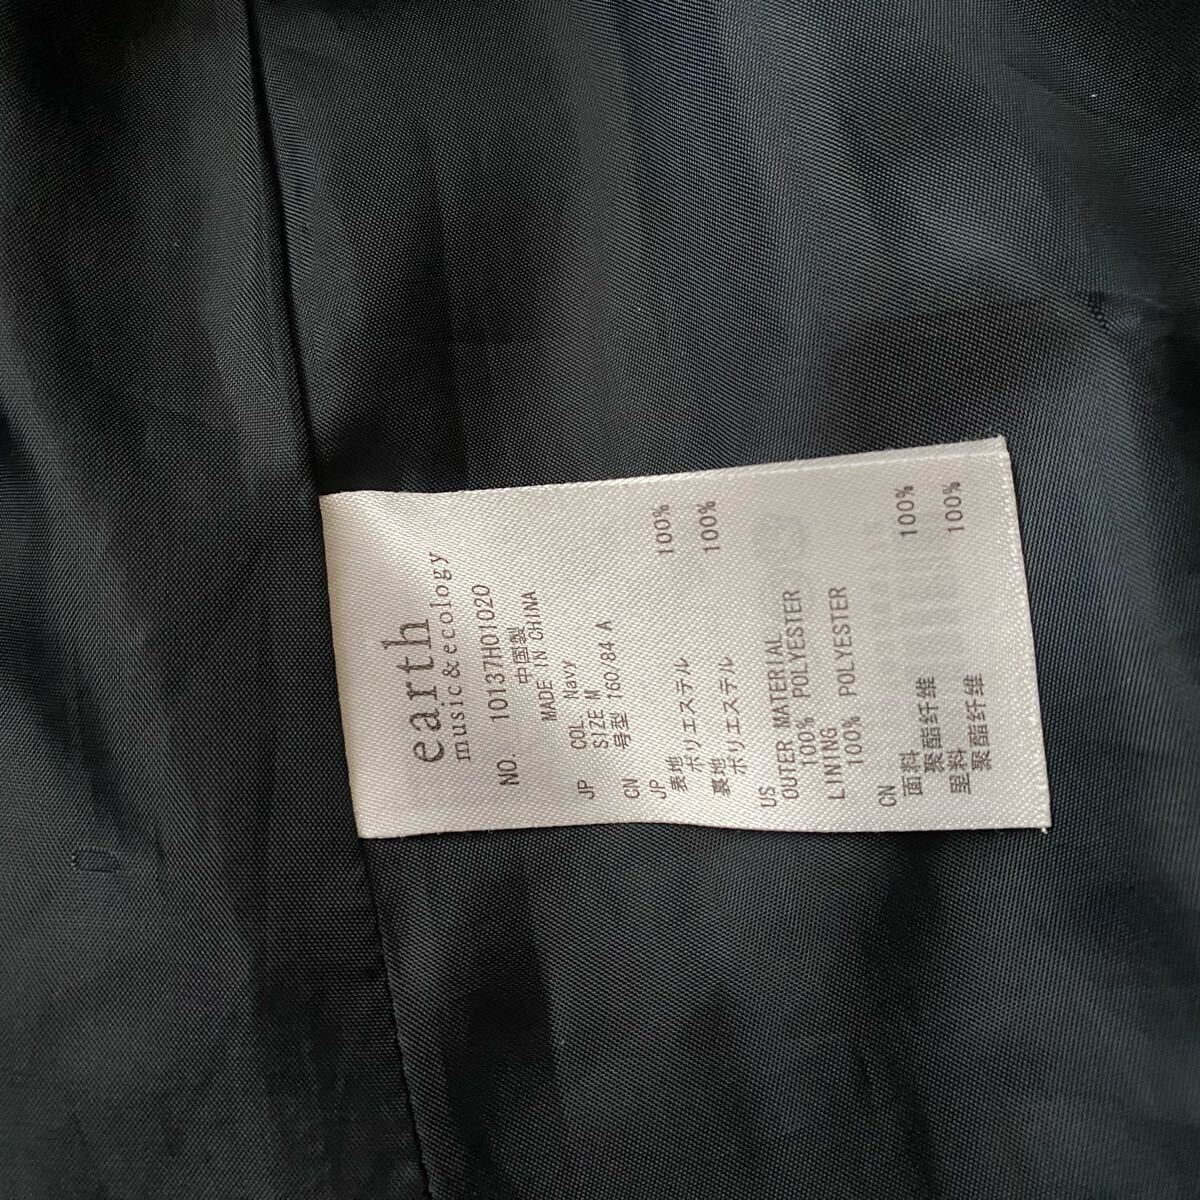 earth
music & ecology
NO. 10137H01020
中国製
MADE IN CHINA
JP COL. Navy
SIZE M
CN 号型 160/84 A
JP
表地
ポリエステル 100%
裏地
ポリエステル 100%
US
OUTER MATERIAL
100% POLYESTER
LINING
100% POLYESTER
CN
面料
聚酯纤维 100%
里料
聚酯纤维 100%